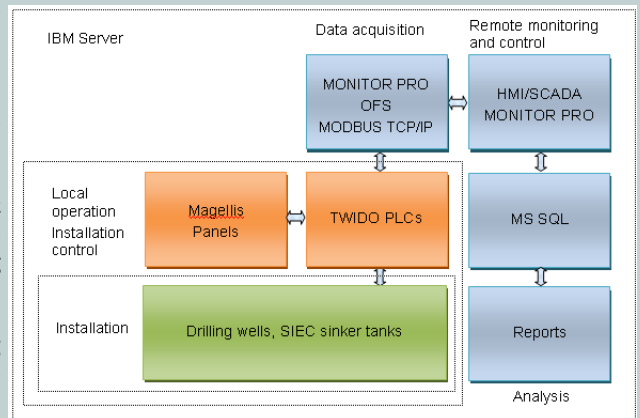 IBM Server
Data acquisition
Remote monitoring
and control
MONITOR PRO
OFS
MODBUS TCP/IP
HMI/SCADA
MONITOR PRO
Local
operation
Installation
control
Magellis
Panels
TWIDO PLCs
MS SQL
Installation
Drilling wells, SIEC sinker tanks
Reports
Analysis